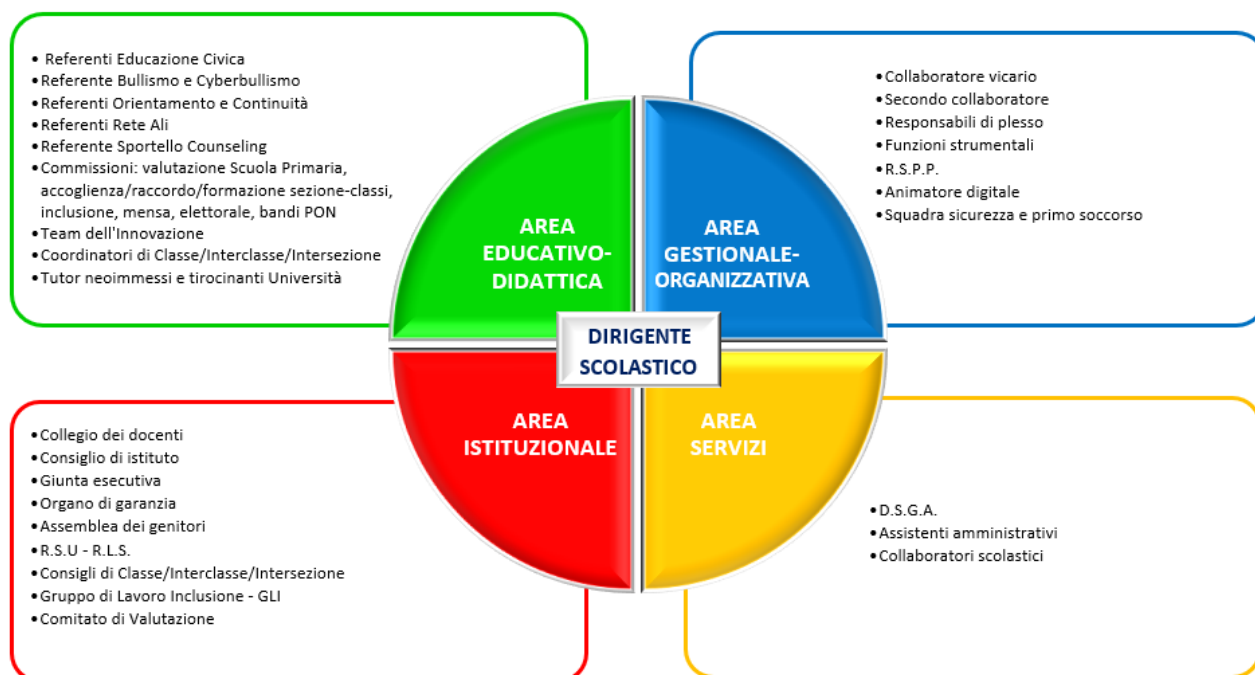 • Referenti Educazione Civica
•Referente Bullismo e Cyberbullismo
•Referenti Orientamento e Continuità
•Referenti Rete Ali
•Referente Sportello Counseling
•Commissioni: valutazione Scuola Primaria,
accoglienza/raccordo/formazione sezione-classi,
inclusione, mensa, elettorale, bandi PON
•Team dell'Innovazione
•Coordinatori di Classe/Interclasse/Intersezione
•Tutor neoimmessi e tirocinanti Università
AREA
EDUCATIVO-
DIDATTICA
AREA
GESTIONALE-
ORGANIZZATIVA
•Collaboratore vicario
•Secondo collaboratore
•Responsabili di plesso
•Funzioni strumentali
•R.S.P.P.
•Animatore digitale
•Squadra sicurezza e primo soccorso
DIRIGENTE
SCOLASTICO
•Collegio dei docenti
•Consiglio di istituto
•Giunta esecutiva
•Organo di garanzia
•Assemblea dei genitori
•R.S.U - R.L.S.
•Consigli di Classe/Interclasse/Intersezione
•Gruppo di Lavoro Inclusione - GLI
•Comitato di Valutazione
AREA
ISTITUZIONALE
AREA
SERVIZI
•D.S.G.A.
•Assistenti amministrativi
•Collaboratori scolastici